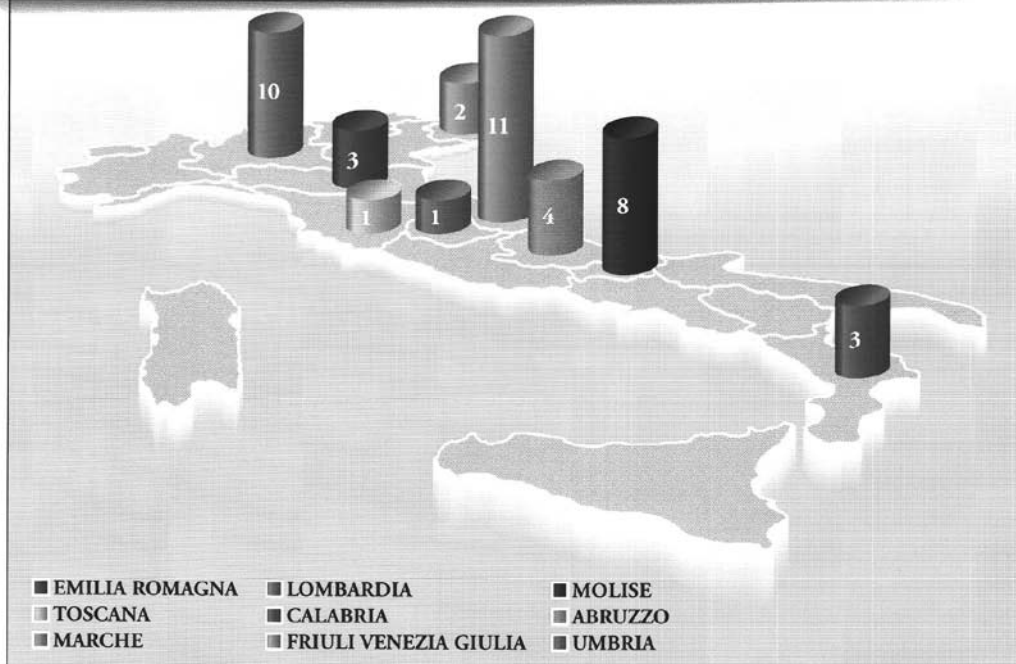 10
2
11
3
1
1
4
8
3
EMILIA ROMAGNA
LOMBARDIA
MOLISE
TOSCANA
CALABRIA
ABRUZZO
MARCHE
FRIULI VENEZIA GIULIA
UMBRIA